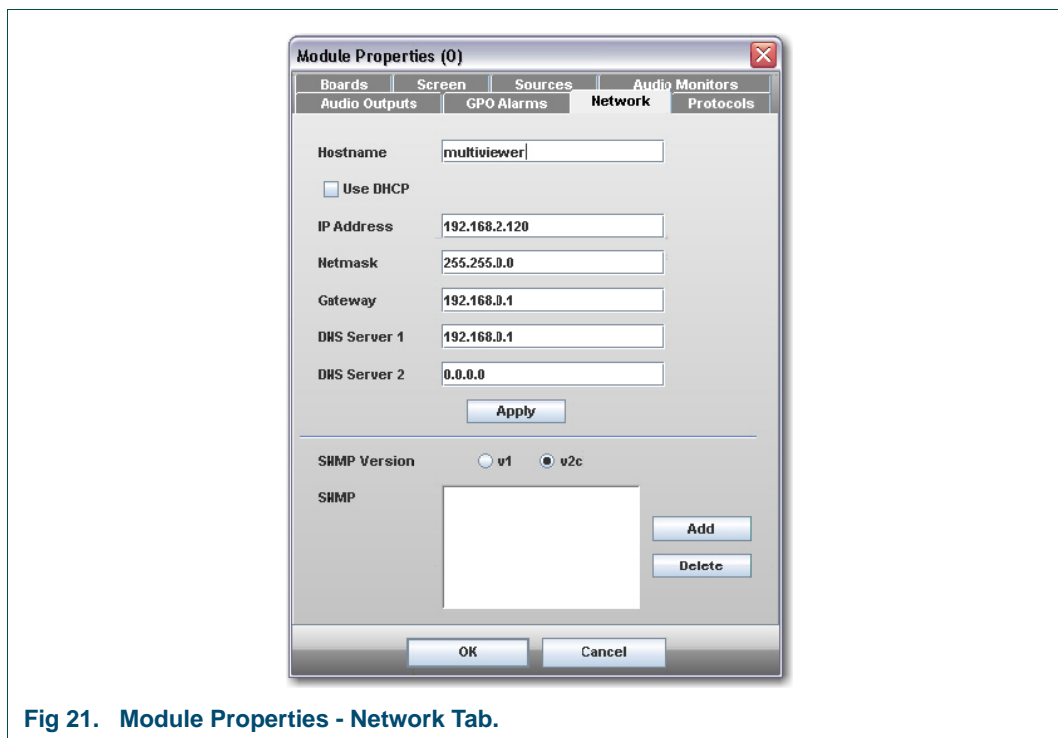 Module Properties (0)
Boards Screen Sources Audio Monitors
Audio Outputs GPO Alarms Network Protocols
Hostname multiviewer
Use DHCP
IP Address 192.168.2.120
Netmask 255.255.0.0
Gateway 192.168.0.1
DNS Server 1 192.168.0.1
DNS Server 2 0.0.0.0
Apply
SNMP Version v1 v2c
SNMP
Add
Delete
OK Cancel
Fig 21. Module Properties - Network Tab.